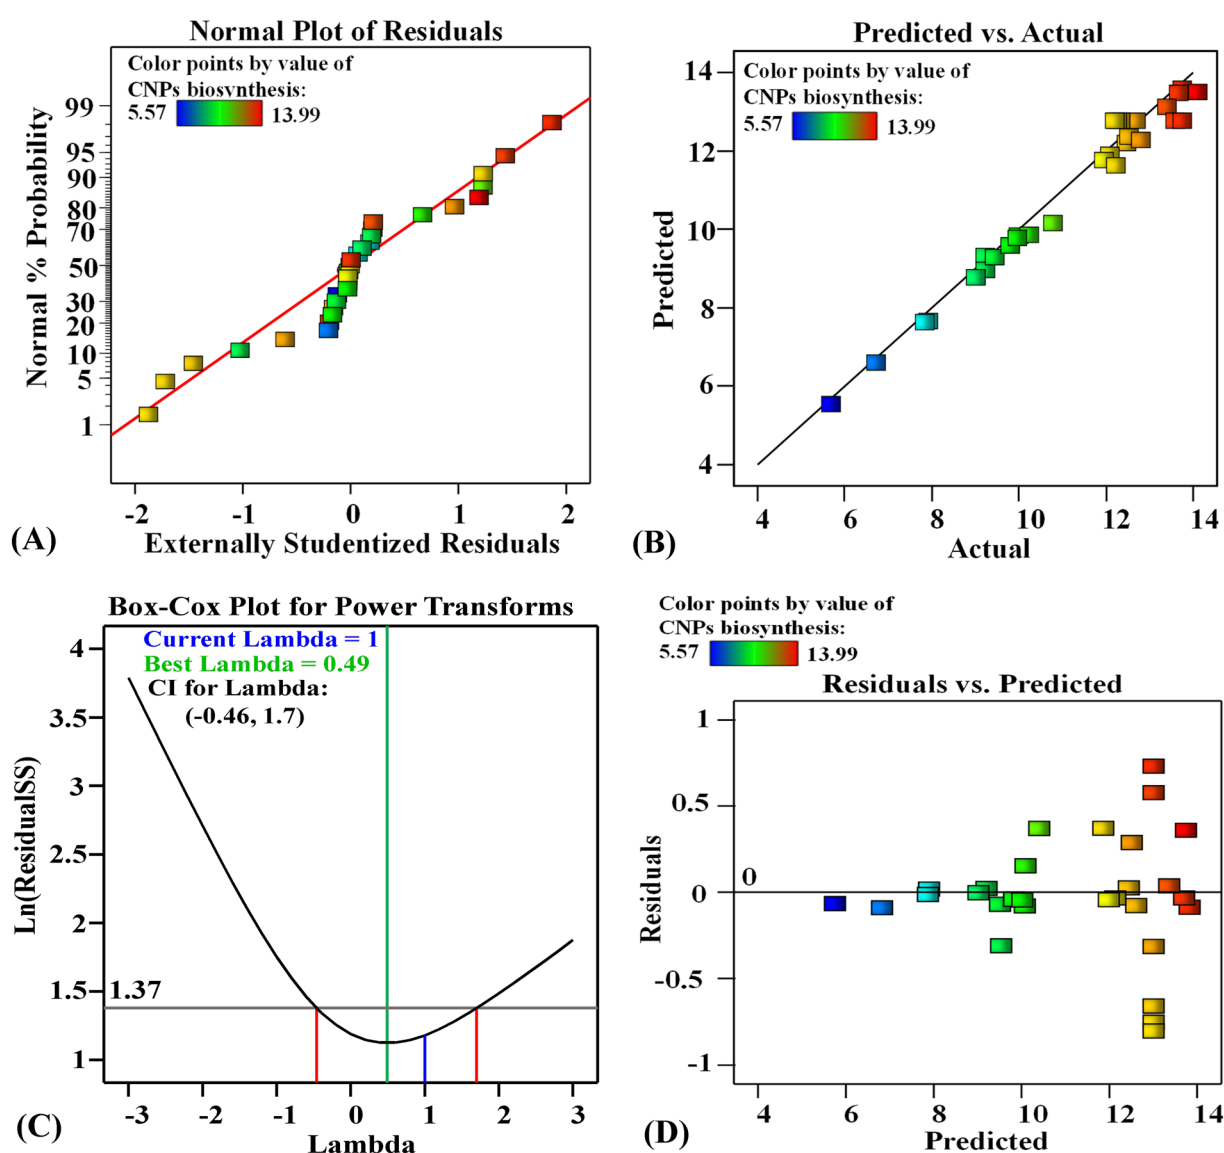 Normal Plot of Residuals
Color points by value of
CNPs biosynthesis:
5.57 13.99
Normal % Probability
99
95
90
80
70
50
30
20
10
5
1
-2 -1 0 1 2
Externally Studentized Residuals
(A)
Predicted vs. Actual
Color points by value of
CNPs biosynthesis:
5.57 13.99
Predicted
14
12
10
8
6
4
4 6 8 10 12 14
Actual
(B)
Box-Cox Plot for Power Transforms
Current Lambda = 1
Best Lambda = 0.49
CI for Lambda:
(-0.46, 1.7)
Ln(ResidualSS)
4
3.5
3
2.5
2
1.5
1
1.37
-3 -2 -1 0 1 2 3
Lambda
(C)
Color points by value of
CNPs biosynthesis:
5.57 13.99
Residuals vs. Predicted
Residuals
1
0.5
0
0
-0.5
-1
4 6 8 10 12 14
Predicted
(D)